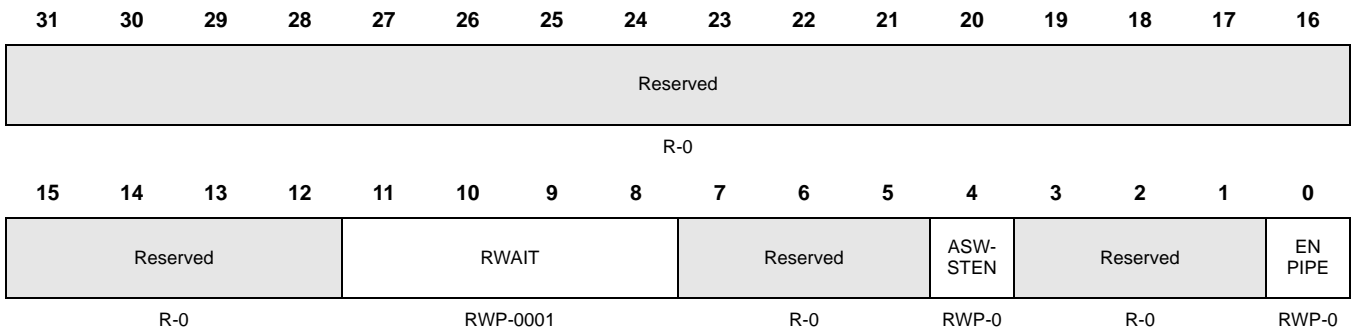 31 30 29 28 27 26 25 24 23 22 21 20 19 18 17 16
Reserved
R-0
15 14 13 12 11 10 9 8 7 6 5 4 3 2 1 0
Reserved RWAIT Reserved ASW- Reserved EN
STEN PIPE
R-0 RWP-0001 R-0 RWP-0 R-0 RWP-0